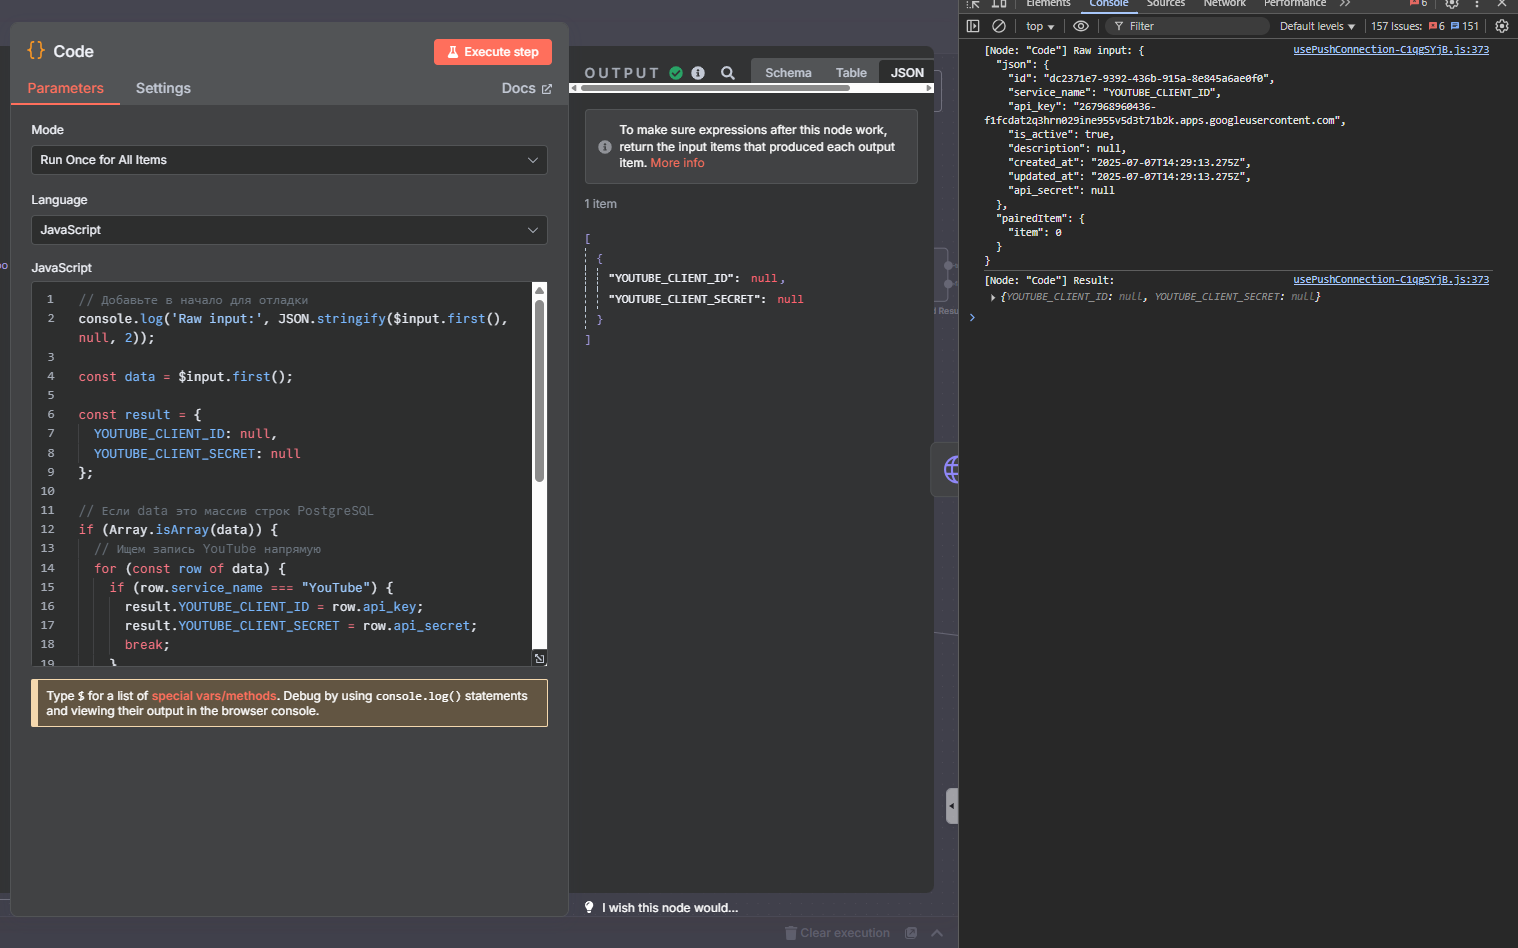 Code
Execute step
Parameters
Settings
Docs
Mode
Run Once for All Items
Language
JavaScript
JavaScript
1 // Добавьте в начало для отладки
2 console.log('Raw input:', JSON.stringify($input.first(),
null, 2));
3
4 const data = $input.first();
5
6 const result = {
7 YOUTUBE_CLIENT_ID: null,
8 YOUTUBE_CLIENT_SECRET: null
9 };
10
11 // Если data это массив строк PostgreSQL
12 if (Array.isArray(data)) {
13 // Ищем запись YouTube напрямую
14 for (const row of data) {
15 if (row.service_name === "YouTube") {
16 result.YOUTUBE_CLIENT_ID = row.api_key;
17 result.YOUTUBE_CLIENT_SECRET = row.api_secret;
18 break;
19 }
Type $ for a list of special vars/methods. Debug by using console.log() statements
and viewing their output in the browser console.
OUTPUT
Schema
Table
JSON
To make sure expressions after this node work,
return the input items that produced each output
item. More info
1 item
[
{
"YOUTUBE_CLIENT_ID": null,
"YOUTUBE_CLIENT_SECRET": null
}
]
I wish this node would...
Clear execution
Elements Console Sources Network Performance 6
top Filter Default levels 157 Issues: 6 151
[Node: "Code"] Raw input: { usePushConnection-C1qgSYjB.js:373
"json": {
"id": "dc2371e7-9392-436b-915a-8e845a6ae0f0",
"service_name": "YOUTUBE_CLIENT_ID",
"api_key": "267968960436-
f1fcdat2q3hrn029ine955v5d3t71b2k.apps.googleusercontent.com",
"is_active": true,
"description": null,
"created_at": "2025-07-07T14:29:13.275Z",
"updated_at": "2025-07-07T14:29:13.275Z",
"api_secret": null
},
"pairedItem": {
"item": 0
}
}
[Node: "Code"] Result: usePushConnection-C1qgSYjB.js:373
{YOUTUBE_CLIENT_ID: null, YOUTUBE_CLIENT_SECRET: null}